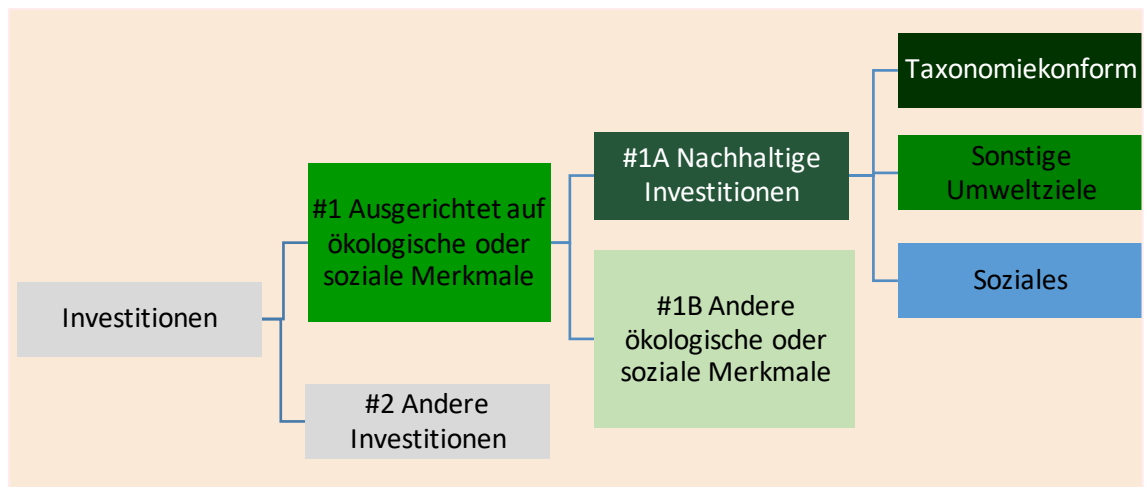 Investitionen
#1 Ausgerichtet auf
ökologische oder
soziale Merkmale
#2 Andere
Investitionen
#1A Nachhaltige
Investitionen
#1B Andere
ökologische oder
soziale Merkmale
Taxonomiekonform
Sonstige
Umweltziele
Soziales